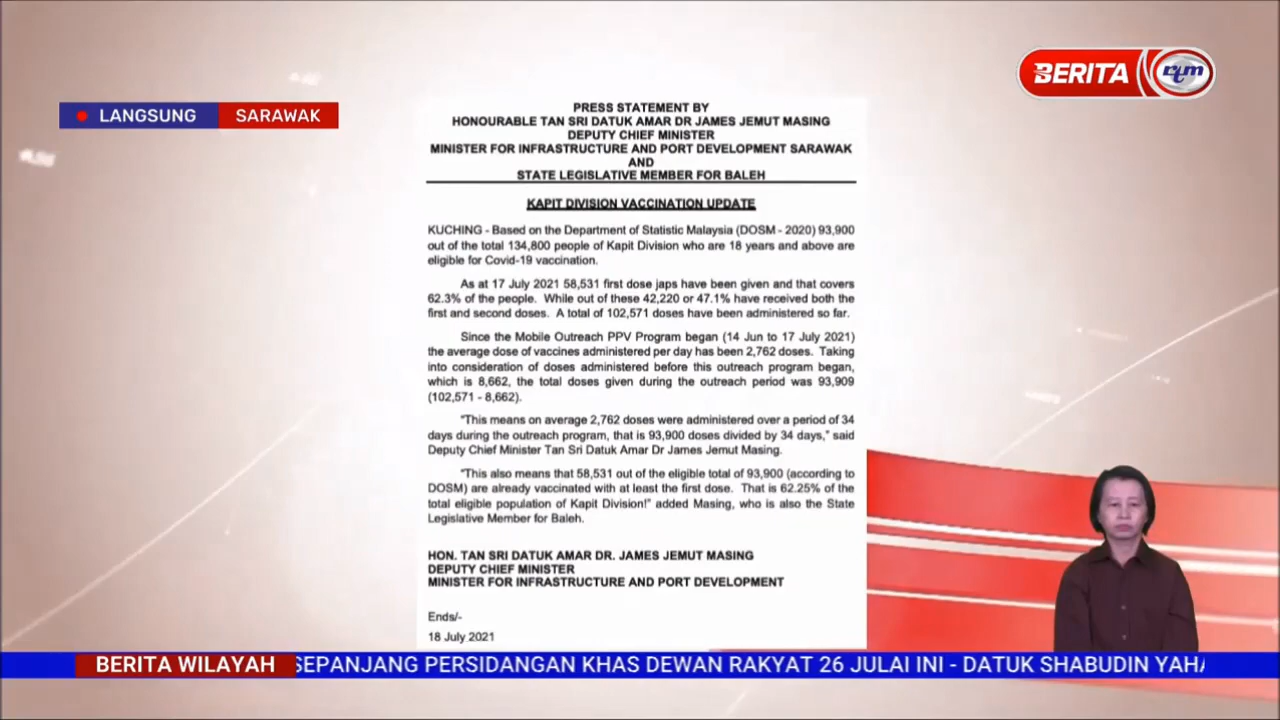 BERITA rtm
LANGSUNG SARAWAK
PRESS STATEMENT BY
HONOURABLE TAN SRI DATUK AMAR DR JAMES JEMUT MASING
DEPUTY CHIEF MINISTER
MINISTER FOR INFRASTRUCTURE AND PORT DEVELOPMENT SARAWAK
AND
STATE LEGISLATIVE MEMBER FOR BALEH
KAPIT DIVISION VACCINATION UPDATE
KUCHING - Based on the Department of Statistic Malaysia (DOSM - 2020) 93,900
out of the total 134,800 people of Kapit Division who are 18 years and above are
eligible for Covid-19 vaccination.
As at 17 July 2021 58,531 first dose japs have been given and that covers
62.3% of the people. While out of these 42,220 or 47.1% have received both the
first and second doses. A total of 102,571 doses have been administered so far.
Since the Mobile Outreach PPV Program began (14 Jun to 17 July 2021)
the average dose of vaccines administered per day has been 2,762 doses. Taking
into consideration of doses administered before this outreach program began,
which is 8,662, the total doses given during the outreach period was 93,909
(102,571 - 8,662).
"This means on average 2,762 doses were administered over a period of 34
days during the outreach program, that is 93,900 doses divided by 34 days," said
Deputy Chief Minister Tan Sri Datuk Amar Dr James Jemut Masing.
"This also means that 58,531 out of the eligible total of 93,900 (according to
DOSM) are already vaccinated with at least the first dose. That is 62.25% of the
total eligible population of Kapit Division!" added Masing, who is also the State
Legislative Member for Baleh.
HON. TAN SRI DATUK AMAR DR. JAMES JEMUT MASING
DEPUTY CHIEF MINISTER
MINISTER FOR INFRASTRUCTURE AND PORT DEVELOPMENT
Ends/-
18 July 2021
BERITA WILAYAH SEPANJANG PERSIDANGAN KHAS DEWAN RAKYAT 26 JULAI INI - DATUK SHABUDIN YAHA